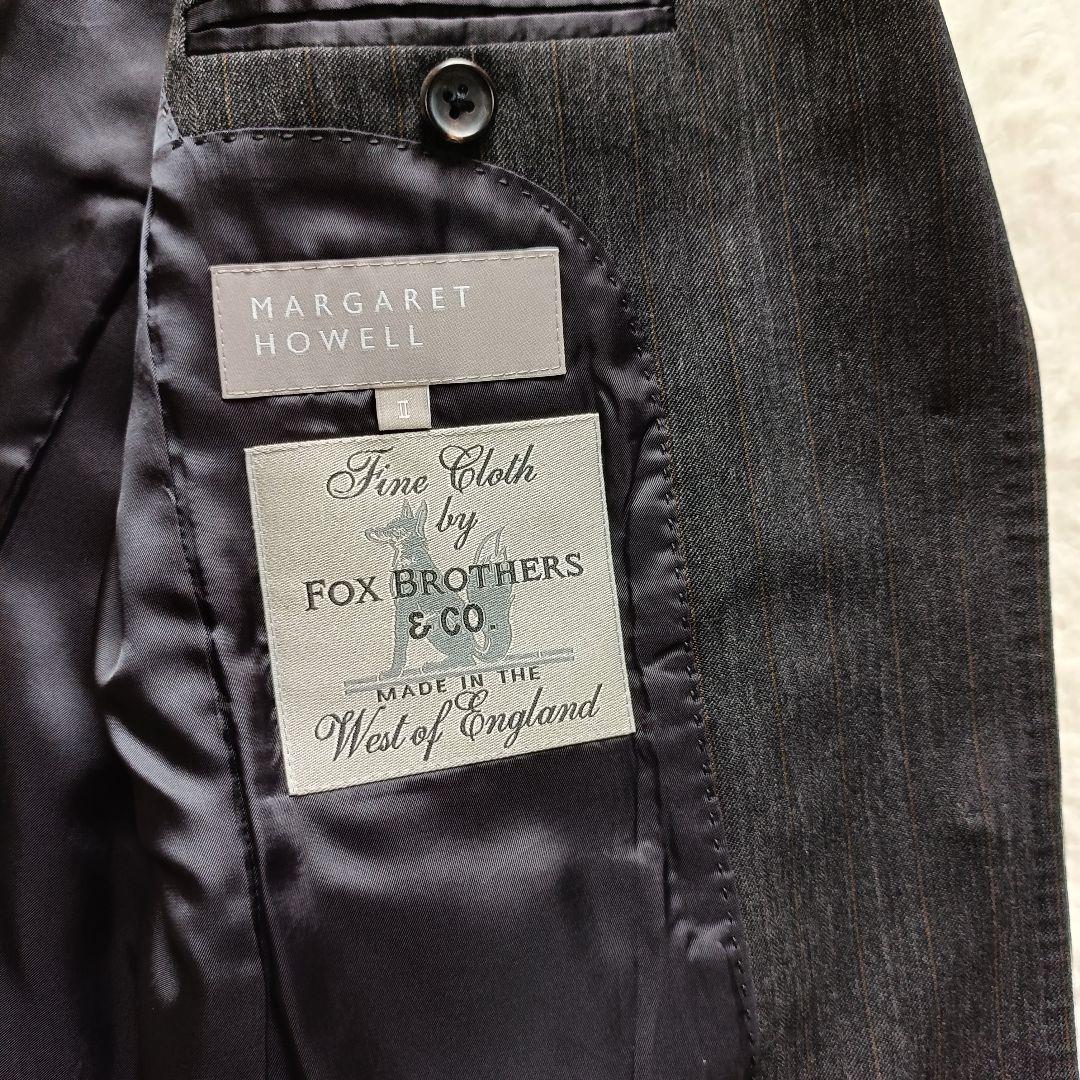 MARGARET
HOWELL
II
Fine Cloth
by
FOX BROTHERS
& CO.
MADE IN THE
West of England